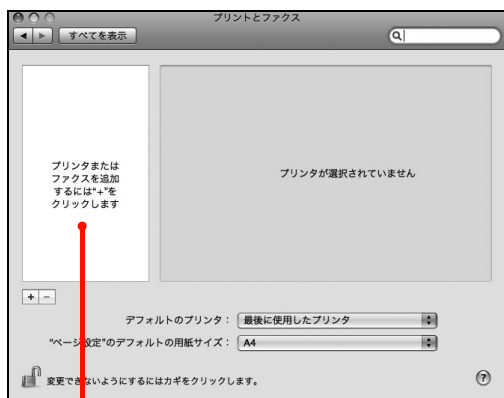 プリントとファクス
すべてを表示
プリンタまたは
ファクスを追加
するには"+"を
クリックします
プリンタが選択されていません
+ −
デフォルトのプリンタ： 最後に使用したプリンタ
"ページ設定"のデフォルトの用紙サイズ： A4
変更できないようにするにはカギをクリックします。
?